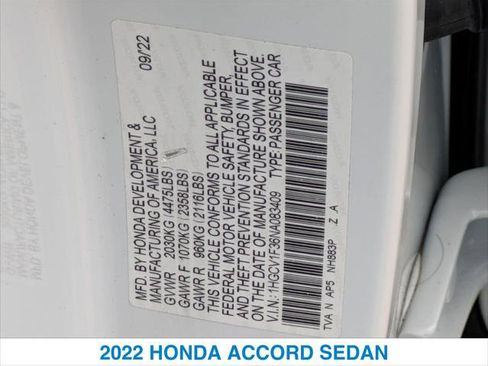 MFD. BY HONDA DEVELOPMENT & 09/22
MANUFACTURING OF AMERICA, LLC
GVWR 2030KG (4475LBS)
GAWR F 1070KG (2358LBS)
GAWR R 960KG (2116LBS)
THIS VEHICLE CONFORMS TO ALL APPLICABLE
FEDERAL MOTOR VEHICLE SAFETY, BUMPER,
AND THEFT PREVENTION STANDARDS IN EFFECT
ON THE DATE OF MANUFACTURE SHOWN ABOVE.
V.I.N.: 1HGCV1F36NA083409 TYPE:PASSENGER CAR
TVA N AP5 NH883P Z A
2022 HONDA ACCORD SEDAN